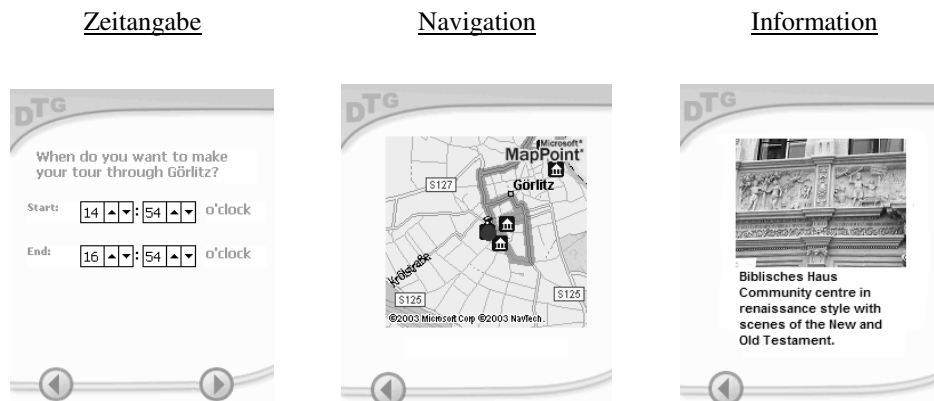 Zeitangabe
Navigation
Information
DTG
When do you want to make
your tour through Görlitz?
Start: 14 : 54 o'clock
End: 16 : 54 o'clock
DTG
Microsoft®
MapPoint®
Görlitz
S127
Krölstraße
S125
S125
©2003 Microsoft Corp ©2003 NavTech.
DTG
Biblisches Haus
Community centre in
renaissance style with
scenes of the New and
Old Testament.